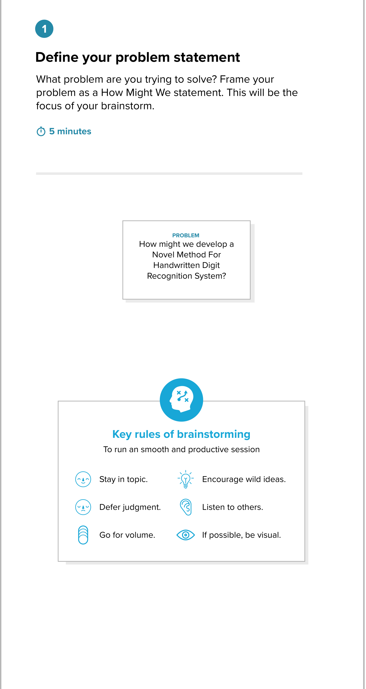 1
Define your problem statement
What problem are you trying to solve? Frame your
problem as a How Might We statement. This will be the
focus of your brainstorm.
5 minutes
PROBLEM
How might we develop a
Novel Method For
Handwritten Digit
Recognition System?
Key rules of brainstorming
To run an smooth and productive session
Stay in topic.
Encourage wild ideas.
Defer judgment.
Listen to others.
Go for volume.
If possible, be visual.